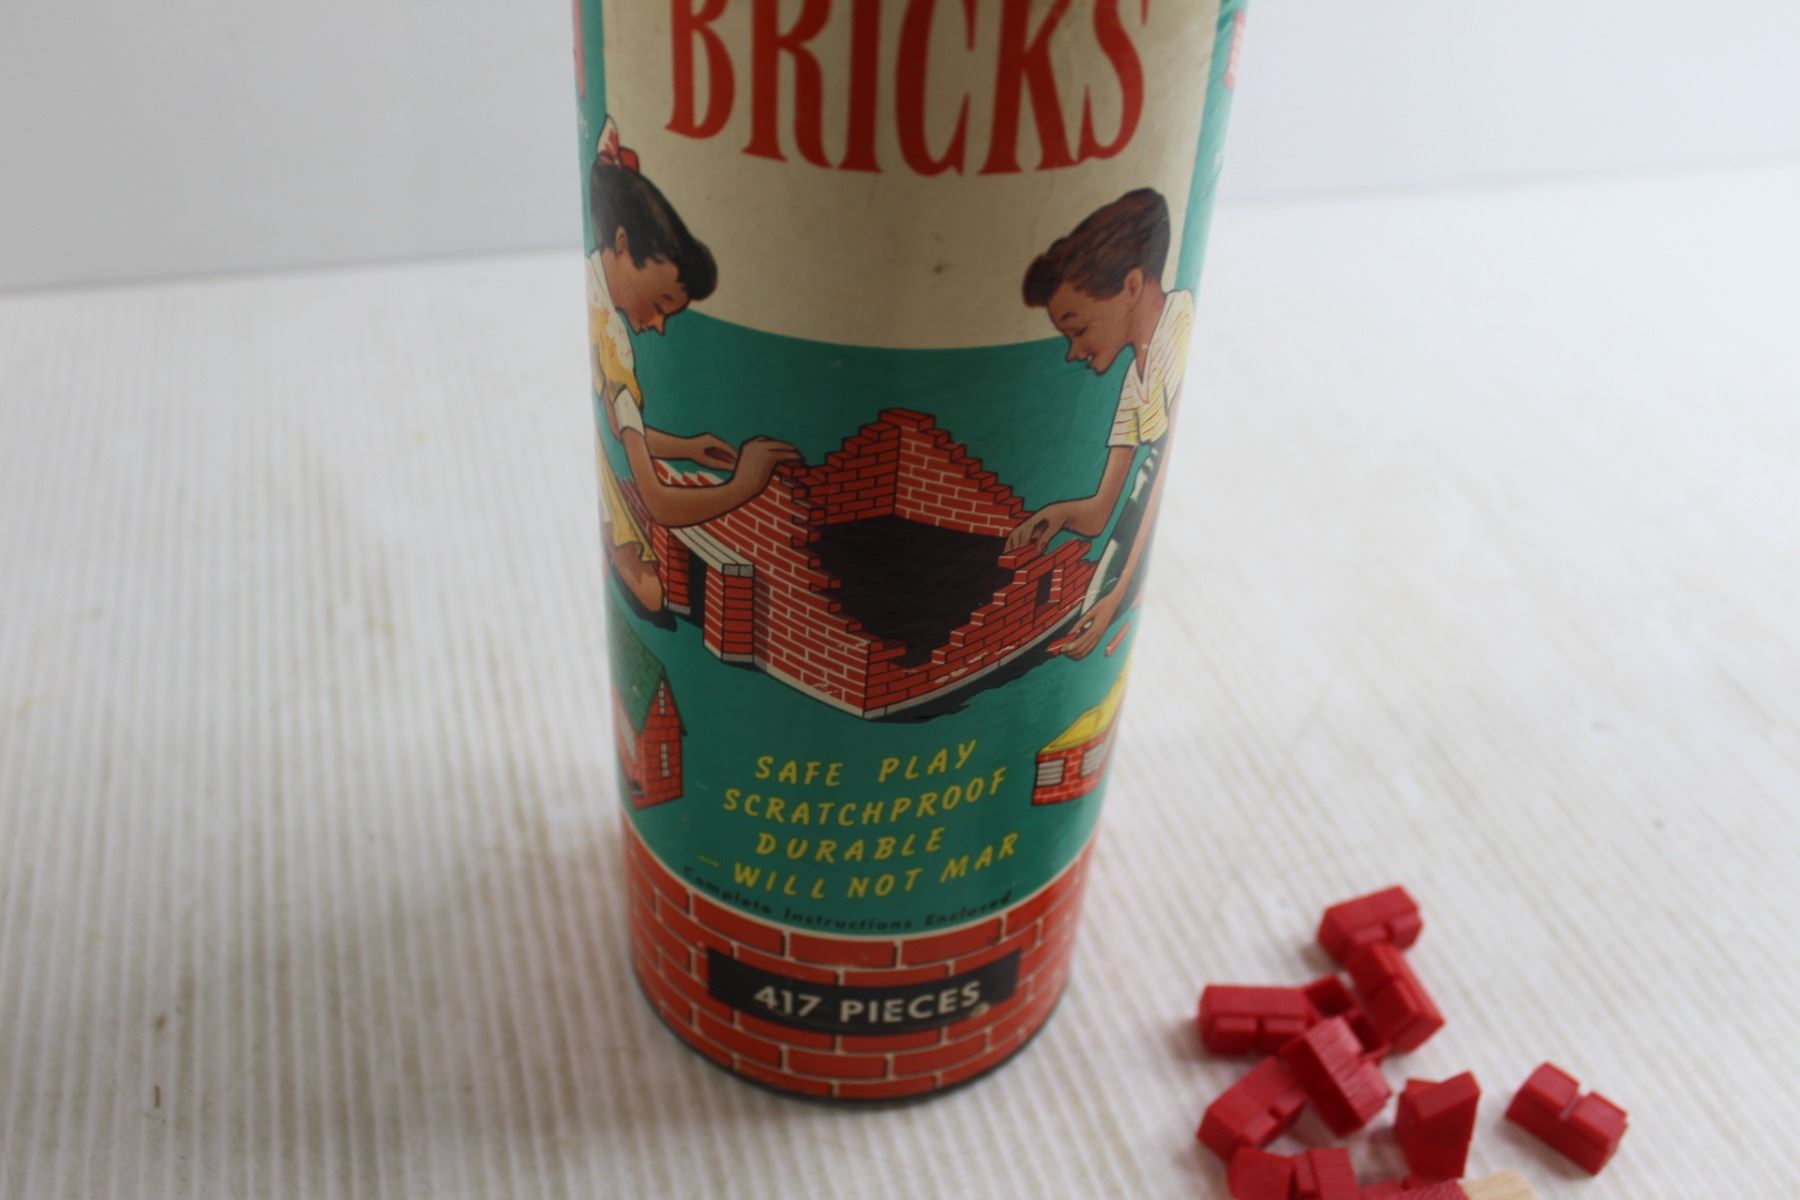 BRICKS
SAFE PLAY
SCRATCHPROOF
DURABLE
— WILL NOT MAR
Complete Instructions Enclosed
417 PIECES